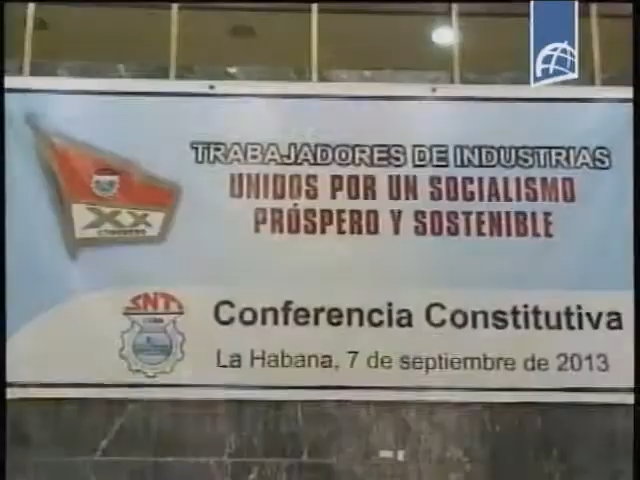 TRABAJADORES DE INDUSTRIAS
UNIDOS POR UN SOCIALISMO
PRÓSPERO Y SOSTENIBLE
XX
CONGRESO
SNTI
Conferencia Constitutiva
La Habana, 7 de septiembre de 2013